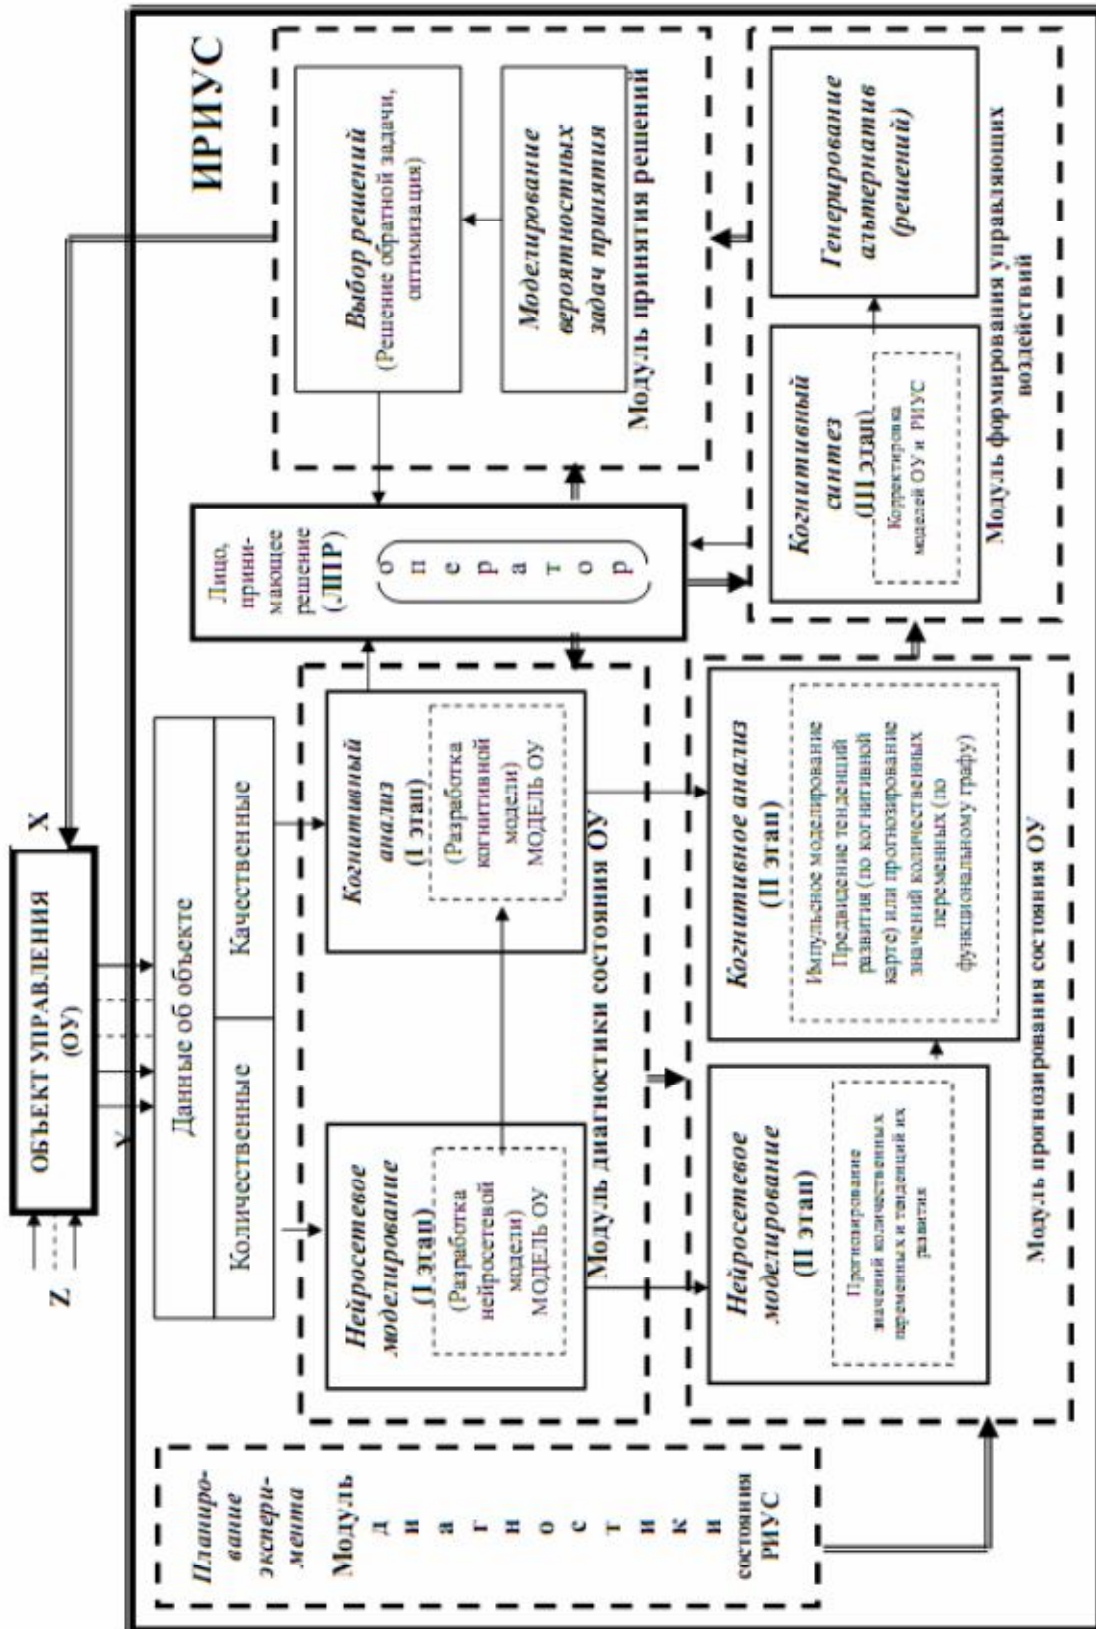 ОБЪЕКТ УПРАВЛЕНИЯ
(ОУ)
Z
X
Y
ИРИУС
Данные об объекте
Количественные
Качественные
Планиро-
вание
экспери-
мента
Модуль
д
и
а
г
н
о
с
т
и
к
и
состояния
РИУС
Нейросетевое
моделирование
(I этап)
(Разработка
нейросетевой
модели)
МОДЕЛЬ ОУ
Когнитивный
анализ
(I этап)
(Разработка
когнитивной
модели)
МОДЕЛЬ ОУ
Модуль диагностики состояния ОУ
Лицо,
прини-
мающее
решение
(ЛПР)
о
п
е
р
а
т
о
р
Выбор решений
(Решение обратной задачи,
оптимизация)
Моделирование
вероятностных
задач принятия
Модуль принятия решений
Нейросетевое
моделирование
(II этап)
Прогнозирование
значений количественных
переменных и тенденций их
развития
Когнитивное анализ
(II этап)
Импульсное моделирование
Предвидение тенденций
развития (по когнитивной
карте) или прогнозирование
значений количественных
переменных (по
функциональному графу)
Модуль прогнозирования состояния ОУ
Когнитивный
синтез
(III этап)
Корректировка
моделей ОУ и РИУС
Генерирование
альтернатив
(решений)
Модуль формирования управляющих
воздействий